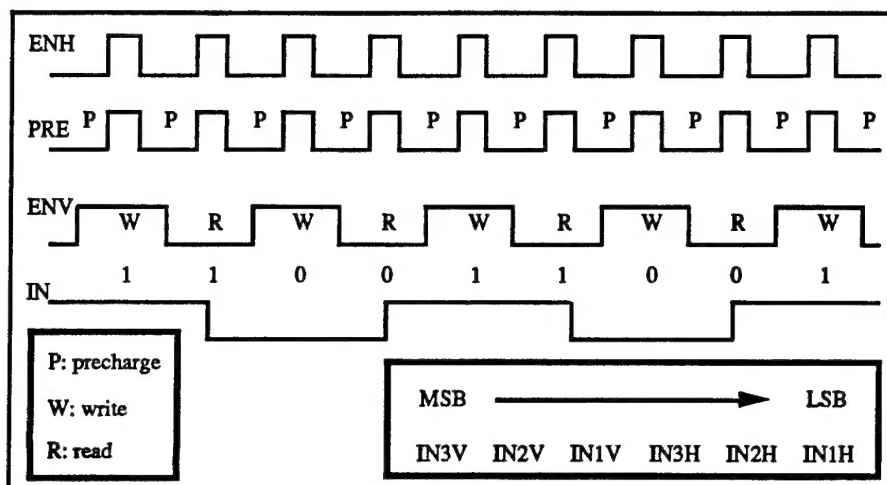 ENH
PRE P P P P P P P P P P
ENV W R W R W R W R W
1 1 0 0 1 1 0 0 1
IN
P: precharge
W: write
R: read
MSB LSB
IN3V IN2V IN1V IN3H IN2H IN1H